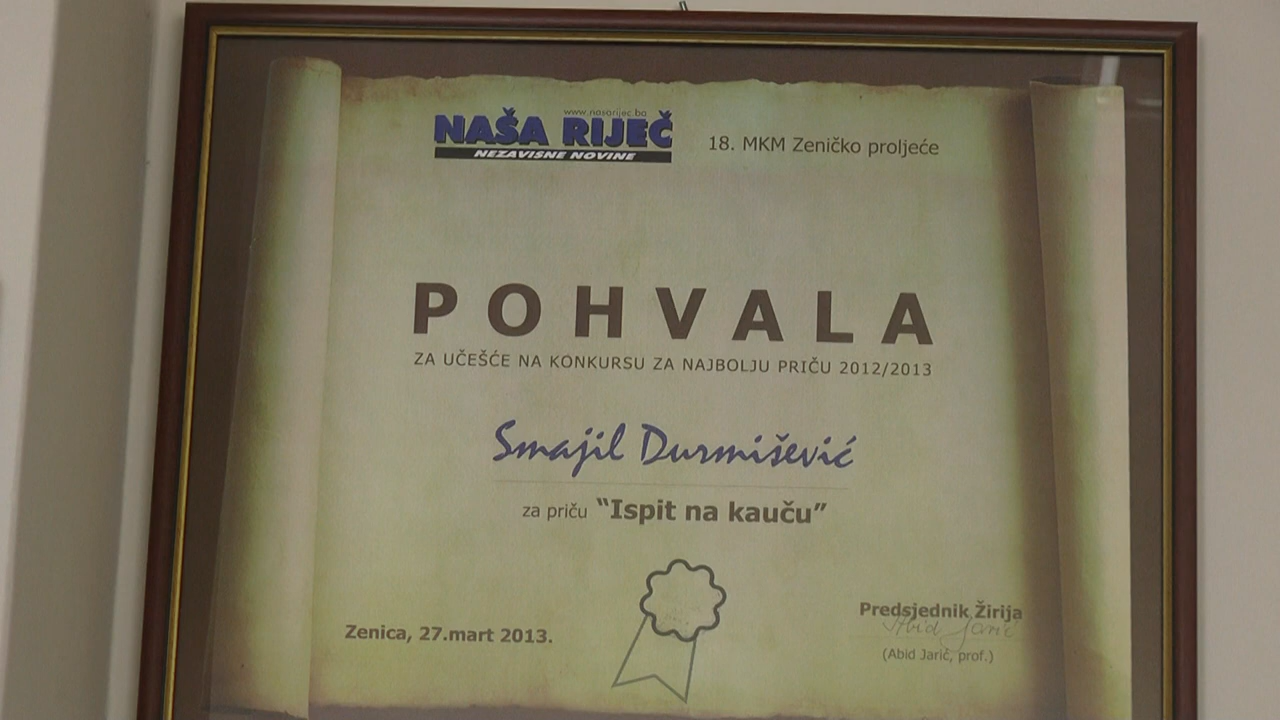 www.nasarijec.ba
NAŠA RIJEČ
NEZAVISNE NOVINE
18. MKM Zeničko proljeće
POHVALA
ZA UČEŠĆE NA KONKURSU ZA NAJBOLJU PRIČU 2012/2013
Smajil Durmišević
za priču "Ispit na kauču"
Zenica, 27.mart 2013.
Predsjednik Žirija
Abid Jarić
(Abid Jarić, prof.)